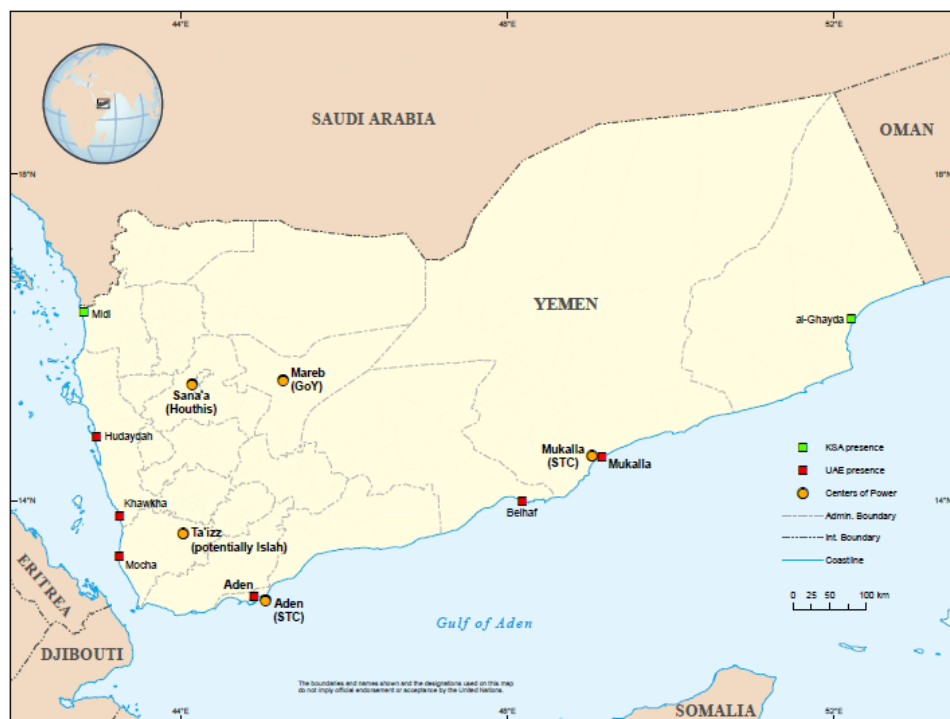 44°E
48°E
52°E
SAUDI ARABIA
OMAN
18°N
18°N
YEMEN
Midi
al-Ghayda
Mareb
(GoY)
Sana'a
(Houthis)
Hudaydah
Mukalla
(STC)
Mukalla
KSA presence
UAE presence
Centers of Power
Admin. Boundary
Int. Boundary
Coastline
14°N
14°N
Khawkha
Belhaf
Ta'izz
(potentially Islah)
Mocha
ERITREA
Aden
Aden
(STC)
0 25 50 100 km
Gulf of Aden
DJIBOUTI
The boundaries and names shown and the designations used on this map
do not imply official endorsement or acceptance by the United Nations.
SOMALIA
44°E
48°E
52°E